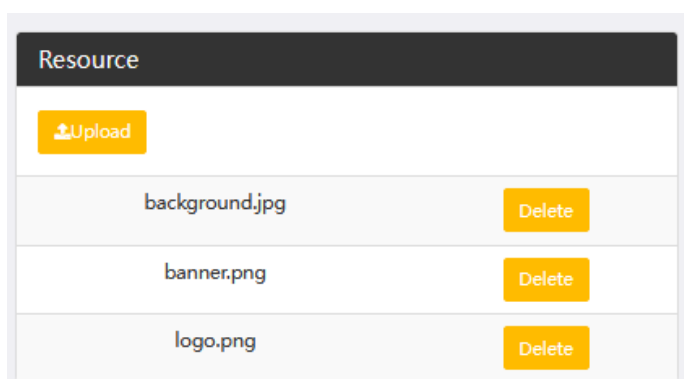 Resource
Upload
background.jpg Delete
banner.png Delete
logo.png Delete